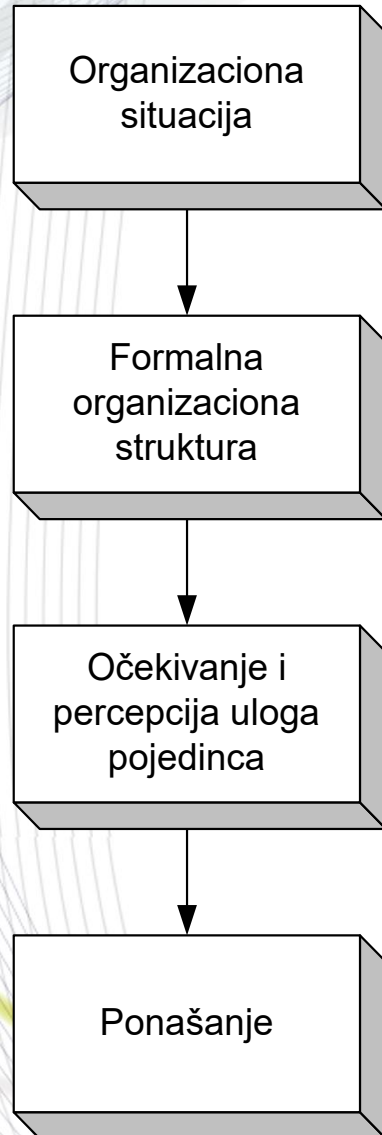 Organizaciona
situacija
Formalna
organizaciona
struktura
Očekivanje i
percepcija uloga
pojedinca
Ponašanje